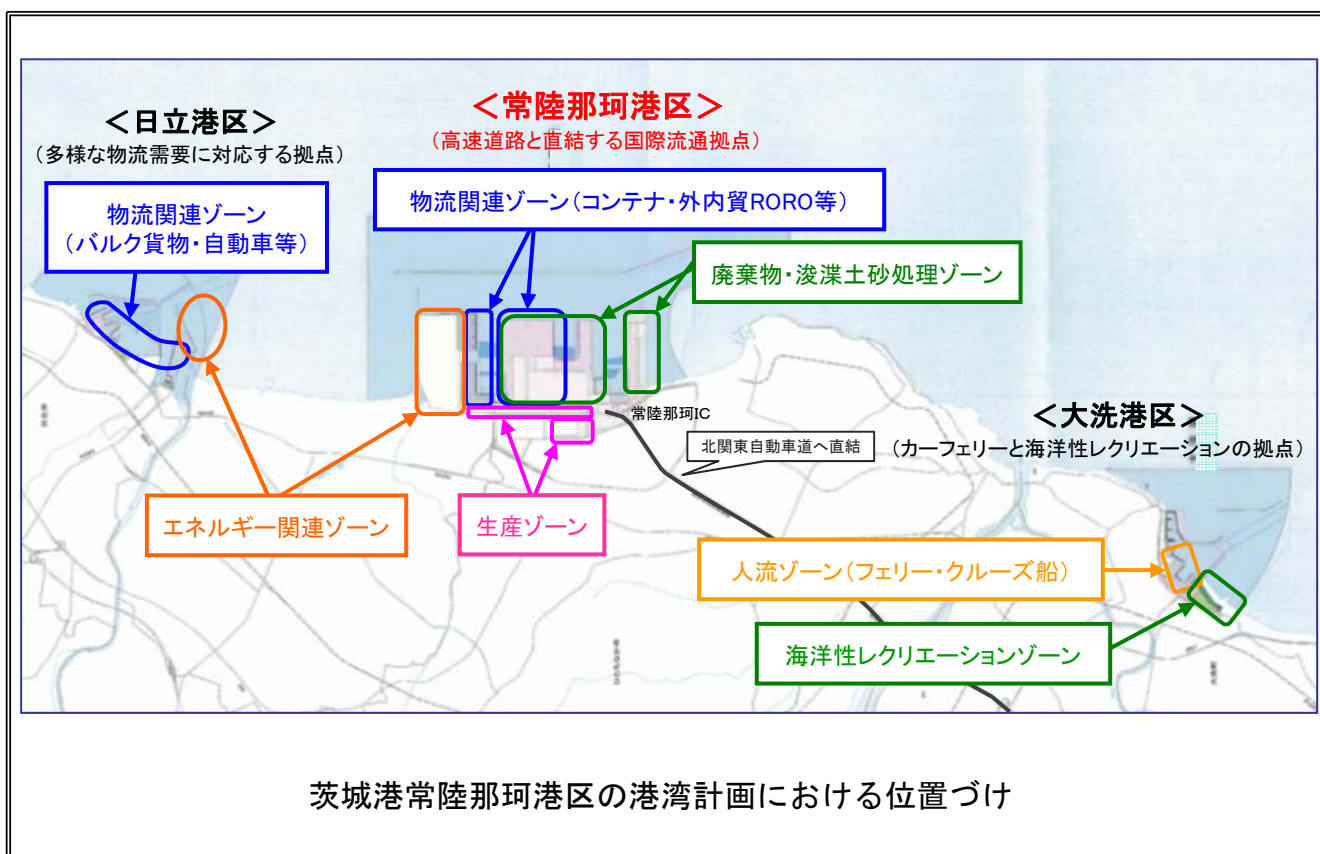 <日立港区>
(多様な物流需要に対応する拠点)
物流関連ゾーン
(バルク貨物・自動車等)
<常陸那珂港区>
(高速道路と直結する国際流通拠点)
物流関連ゾーン(コンテナ・外内貿RORO等)
廃棄物・浚渫土砂処理ゾーン
常陸那珂IC
北関東自動車道へ直結
<大洗港区>
(カーフェリーと海洋性レクリエーションの拠点)
エネルギー関連ゾーン
生産ゾーン
人流ゾーン(フェリー・クルーズ船)
海洋性レクリエーションゾーン
茨城港常陸那珂港区の港湾計画における位置づけ